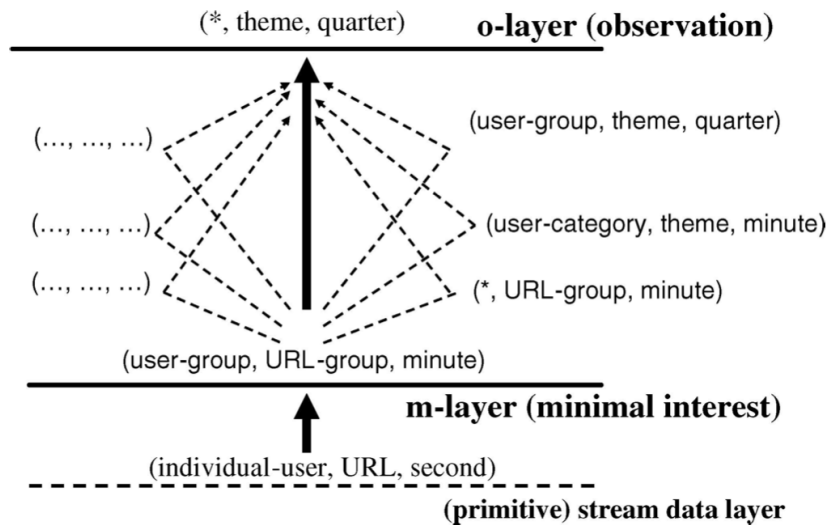 (*, theme, quarter)
o-layer (observation)
(…, …, …)
(user-group, theme, quarter)
(…, …, …)
(user-category, theme, minute)
(…, …, …)
(*, URL-group, minute)
(user-group, URL-group, minute)
m-layer (minimal interest)
(individual-user, URL, second)
(primitive) stream data layer